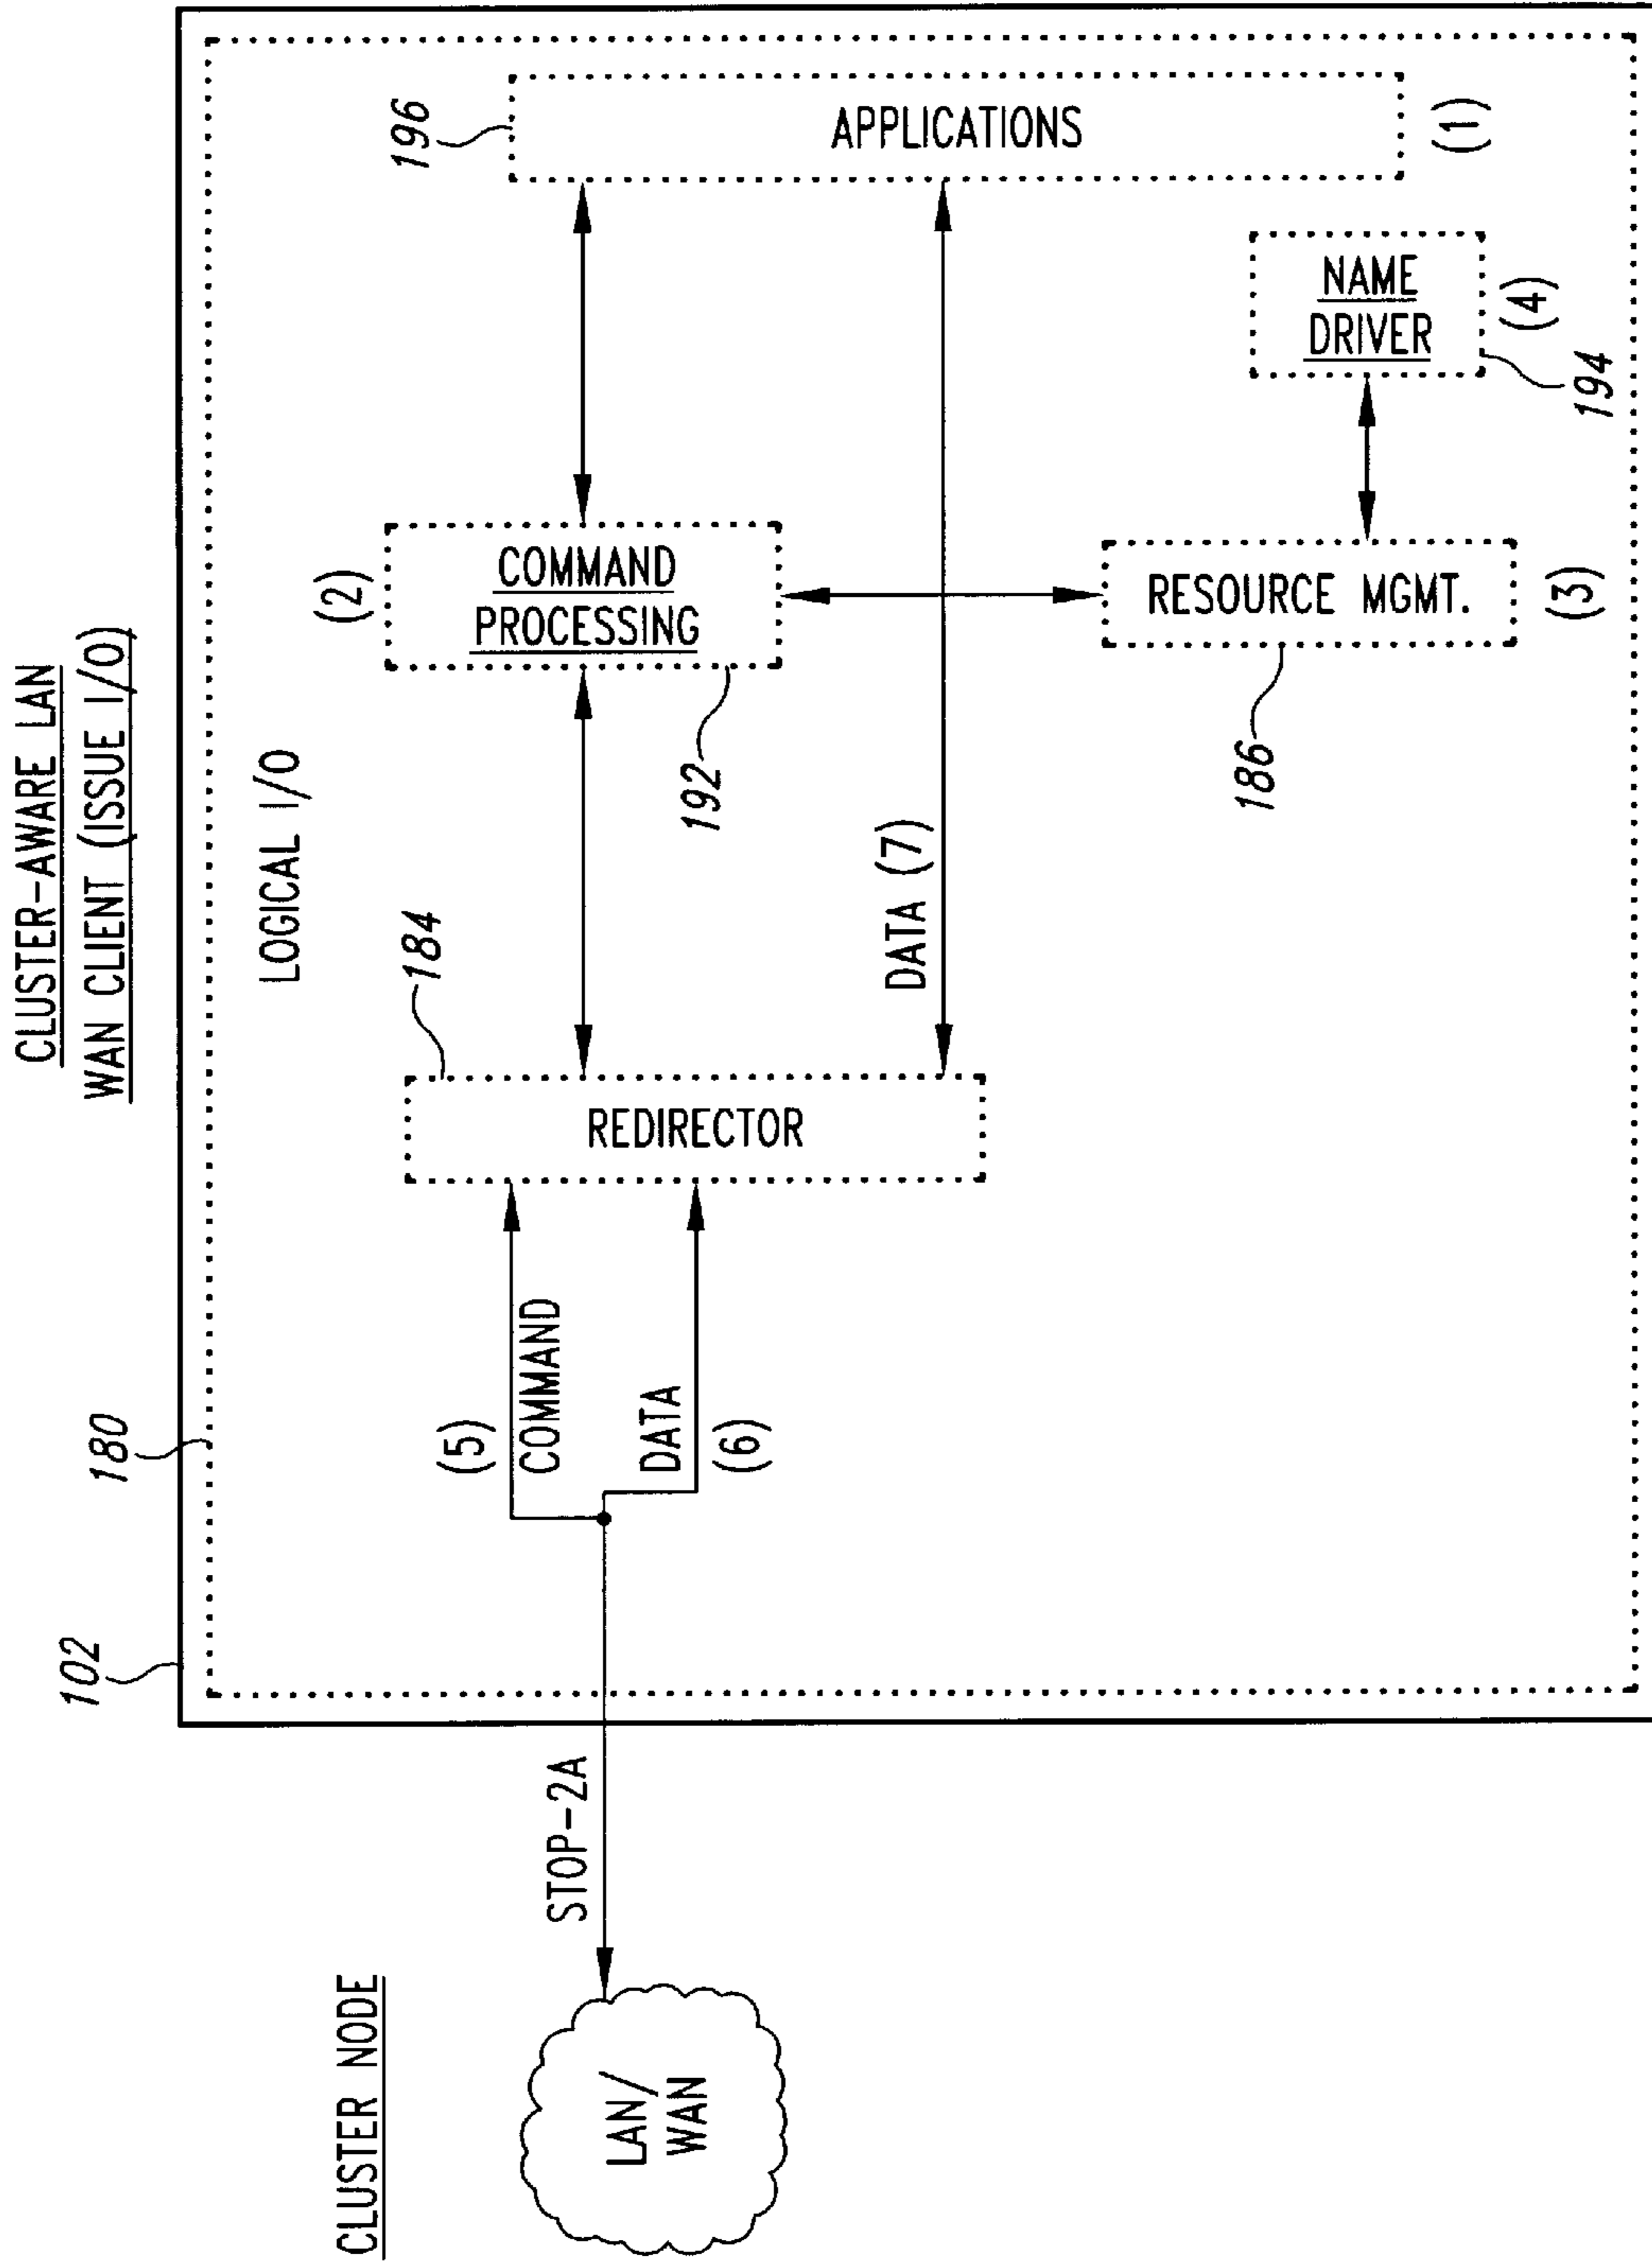 CLUSTER-AWARE LAN
WAN CLIENT (ISSUE I/O)
102
180
LOGICAL I/O
CLUSTER NODE
LAN/
WAN
STOP-2A
(5)
COMMAND
DATA
(6)
184
REDIRECTOR
DATA (7)
(2)
COMMAND
PROCESSING
192
186
RESOURCE MGMT.
(3)
NAME
DRIVER
(4)
194
196
APPLICATIONS
(1)